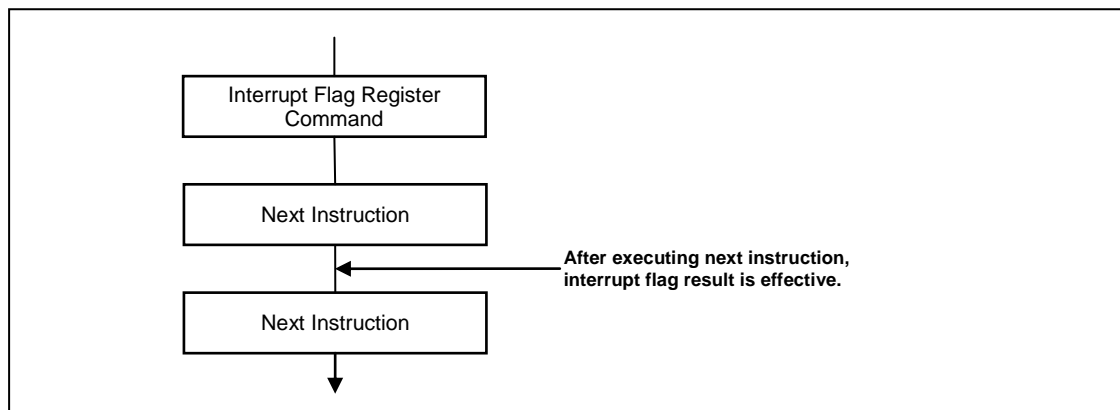 Interrupt Flag Register
Command
Next Instruction
After executing next instruction,
interrupt flag result is effective.
Next Instruction